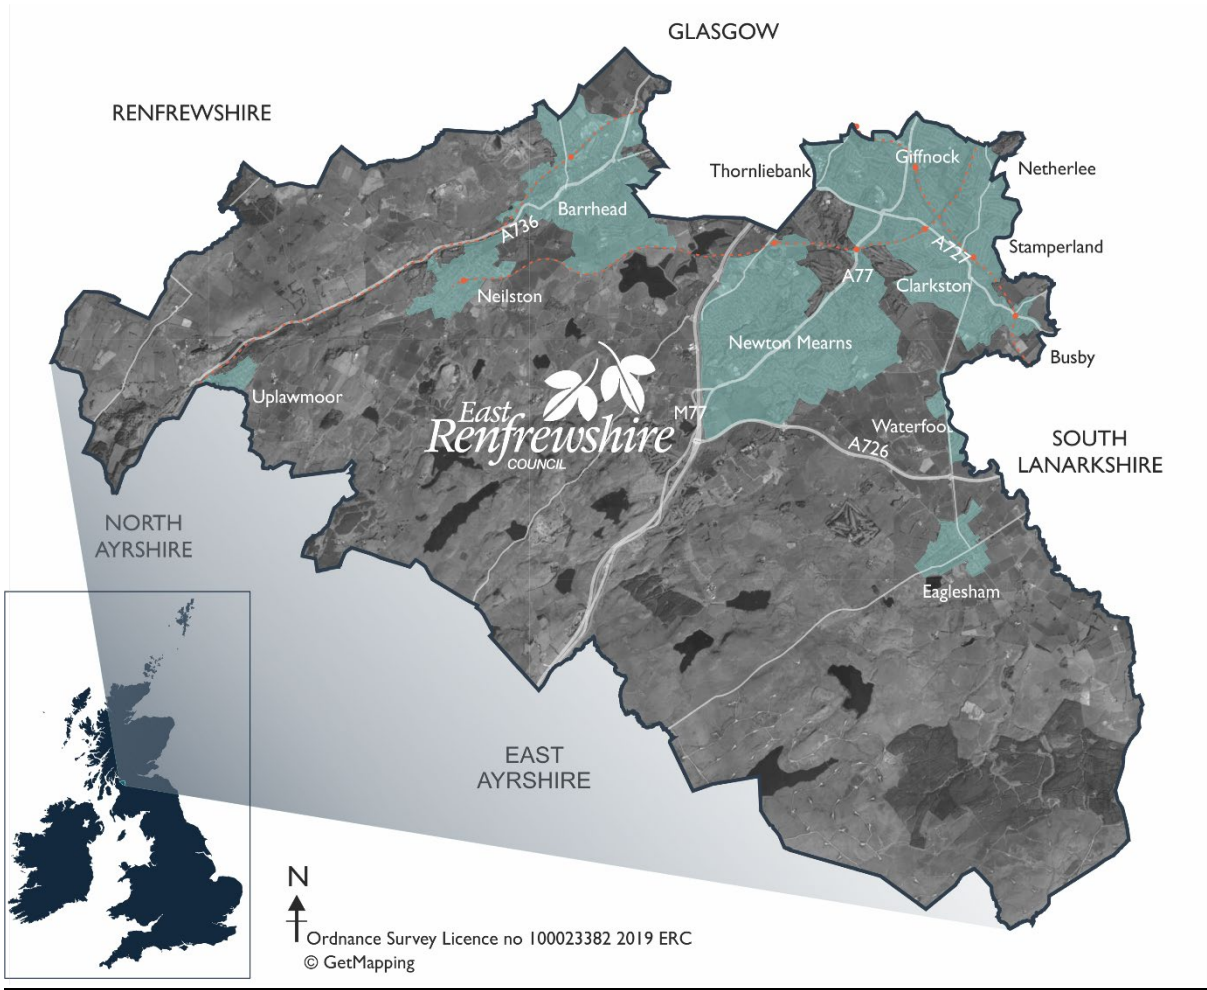 GLASGOW
RENFREWSHIRE
Thornliebank
Giffnock
Netherlee
Barrhead
A736
A727
Stamperland
A77
Clarkston
Neilston
Newton Mearns
Busby
Uplawmoor
East
Renfrewshire
COUNCIL
M77
Waterfoo
A726
SOUTH
LANARKSHIRE
NORTH
AYRSHIRE
Eaglesham
EAST
AYRSHIRE
N
Ordnance Survey Licence no 100023382 2019 ERC
© GetMapping